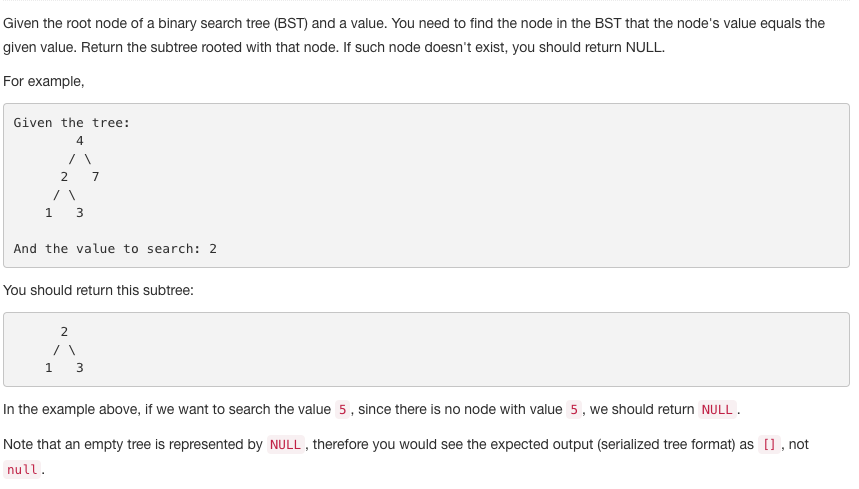 Given the root node of a binary search tree (BST) and a value. You need to find the node in the BST that the node's value equals the
given value. Return the subtree rooted with that node. If such node doesn't exist, you should return NULL.
For example,
Given the tree:
        4
       / \
      2   7
     / \
    1   3
And the value to search: 2
You should return this subtree:
      2
     / \
    1   3
In the example above, if we want to search the value 5, since there is no node with value 5, we should return NULL.
Note that an empty tree is represented by NULL, therefore you would see the expected output (serialized tree format) as [], not
null.